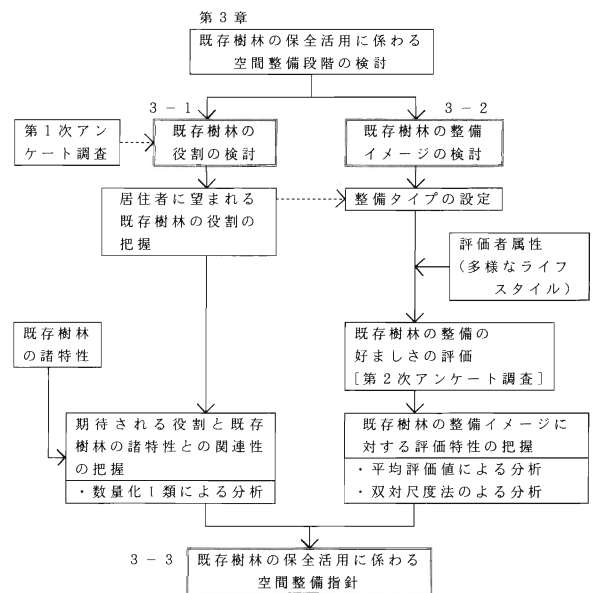 第3章
既存樹林の保全活用に係わる
空間整備段階の検討
3-1
3-2
第1次アン
ケート調査
既存樹林の
役割の検討
既存樹林の整備
イメージの検討
居住者に望まれる
既存樹林の役割の
把握
整備タイプの設定
評価者属性
(多様なライフ
スタイル)
既存樹林
の諸特性
既存樹林の整備の
好ましさの評価
[第2次アンケート調査]
期待される役割と既存
樹林の諸特性との関連性
の把握
・数量化Ⅰ類による分析
既存樹林の整備イメージに
対する評価特性の把握
・平均評価値による分析
・双対尺度法のよる分析
3-3
既存樹林の保全活用に係わる
空間整備指針